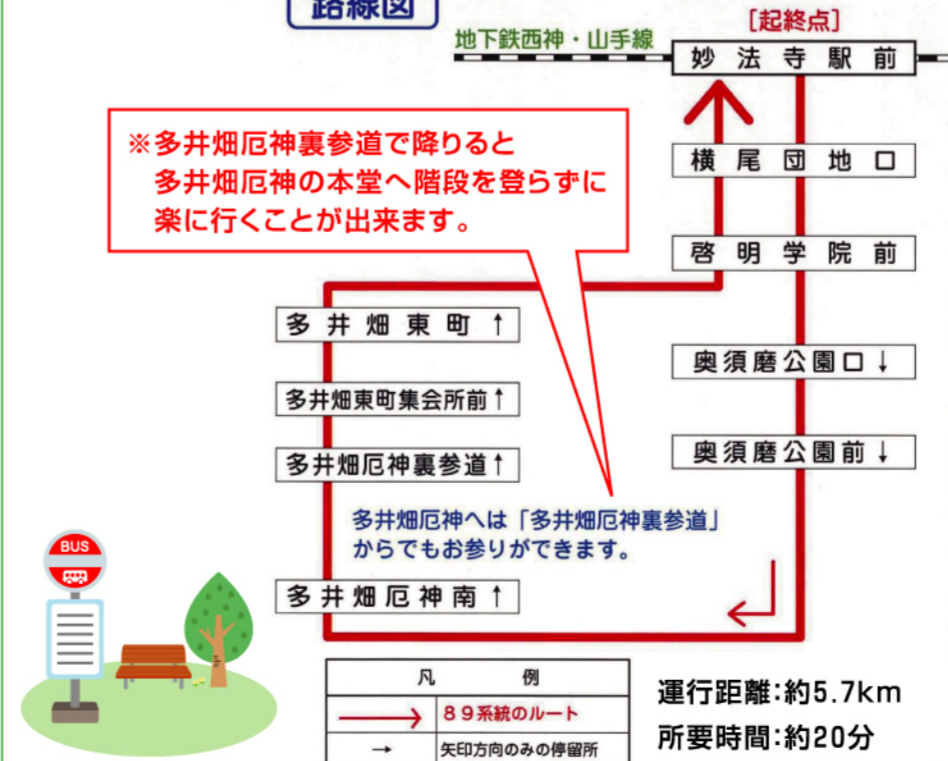 路線図
[起終点]
地下鉄西神・山手線
妙法寺駅前
※多井畑厄神裏参道で降りると
多井畑厄神の本堂へ階段を登らずに
楽に行くことが出来ます。
横尾団地口
啓明学院前
多井畑東町↑
奥須磨公園口↓
多井畑東町集会所前↑
奥須磨公園前↓
多井畑厄神裏参道↑
多井畑厄神へは「多井畑厄神裏参道」
からでもお参りができます。
BUS
多井畑厄神南↑
凡例
89系統のルート
→ 矢印方向のみの停留所
運行距離:約5.7km
所要時間:約20分